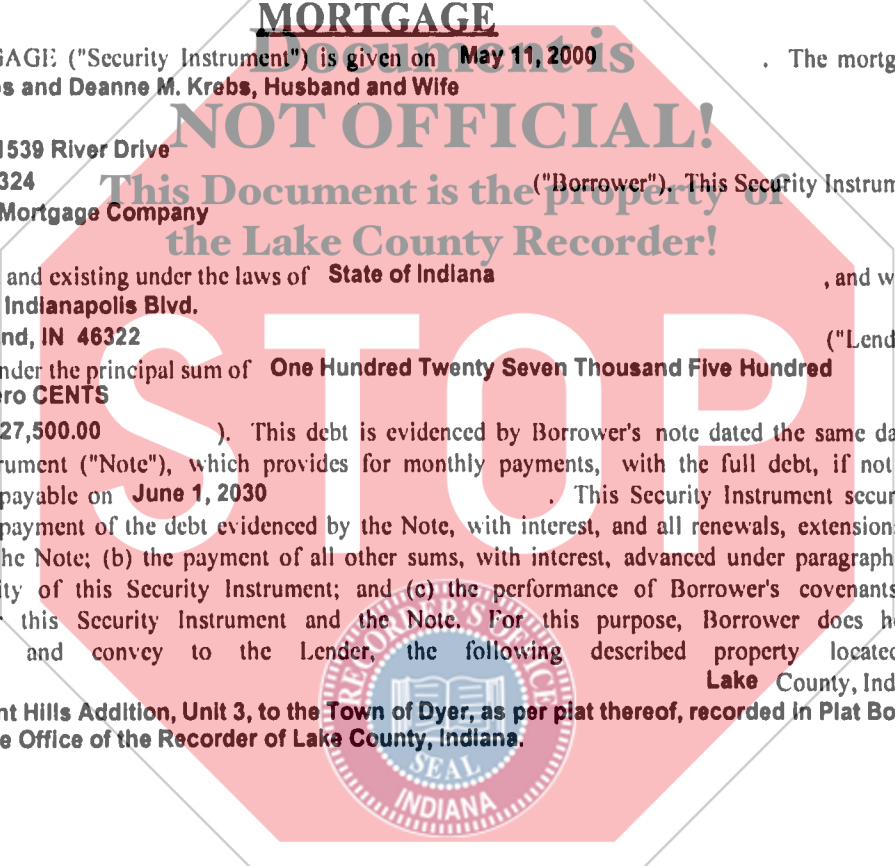 MORTGAGE
Document is
GAGE ("Security Instrument") is given on May 11, 2000 . The mortg
s and Deanne M. Krebs, Husband and Wife
NOT OFFICIAL!
1539 River Drive
324 ("Borrower"). This Security Instrum
This Document is the property of
Mortgage Company
the Lake County Recorder!
and existing under the laws of State of Indiana , and w
Indianapolis Blvd.
nd, IN 46322 ("Lend
nder the principal sum of One Hundred Twenty Seven Thousand Five Hundred
ro CENTS
27,500.00 ). This debt is evidenced by Borrower's note dated the same da
rument ("Note"), which provides for monthly payments, with the full debt, if not
payable on June 1, 2030 . This Security Instrument secur
payment of the debt evidenced by the Note, with interest, and all renewals, extension
he Note; (b) the payment of all other sums, with interest, advanced under paragraph
ity of this Security Instrument; and (c) the performance of Borrower's covenants
this Security Instrument and the Note. For this purpose, Borrower does h
and convey to the Lender, the following described property located
Lake County, Ind
nt Hills Addition, Unit 3, to the Town of Dyer, as per plat thereof, recorded in Plat Bo
e Office of the Recorder of Lake County, Indiana.
STOP
RECORDER'S OFFICE
SEAL
INDIANA